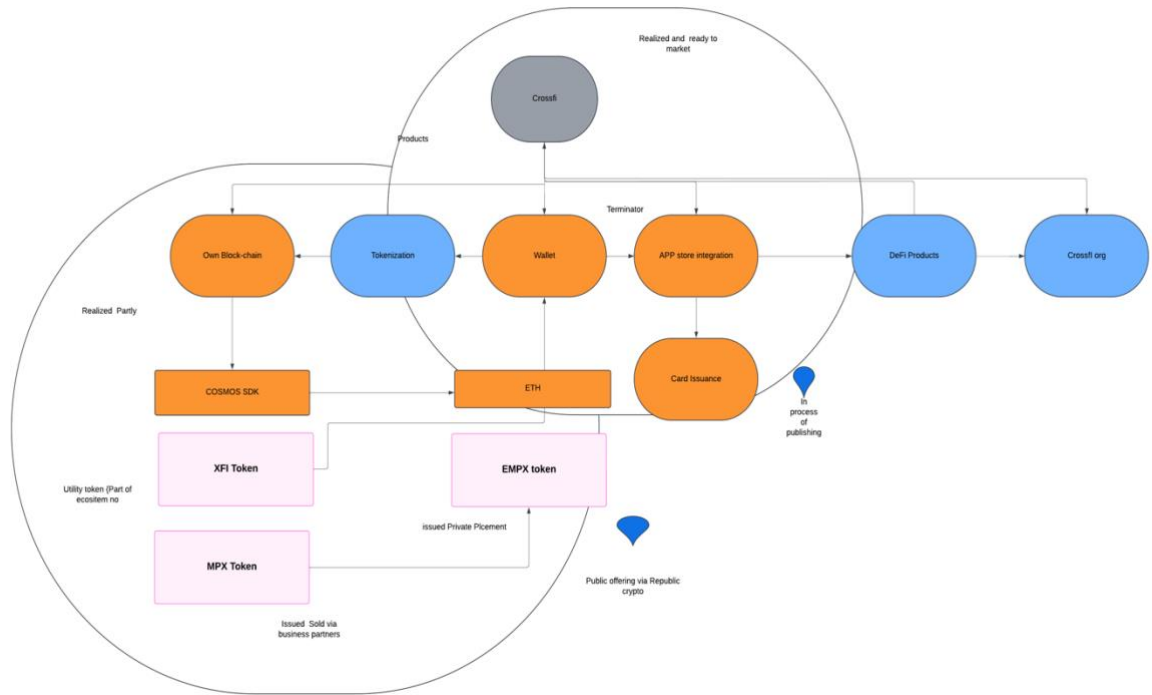 Realized and  ready to
market
Crossfi
Products
Terminator
Own Block-chain
Tokenization
Wallet
APP store integration
DeFi Products
Crossfi org
Realized  Partly
COSMOS SDK
ETH
Card Issuance
In
process
of
publishing
XFI Token
EMPX token
Utility token {Part of
ecositem no
issued Private Plcement
MPX Token
Public offering via Republic
crypto
Issued  Sold via
business partners